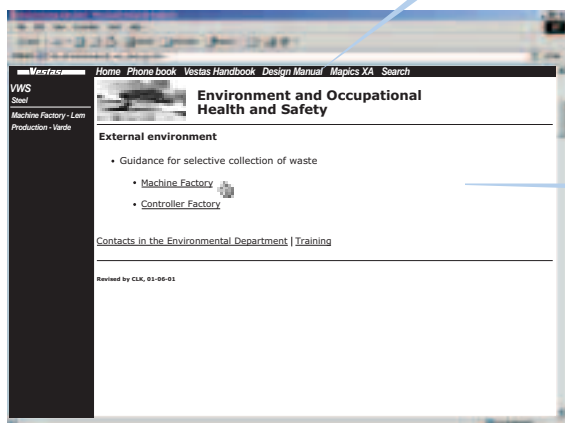 Vestas
Home Phone book Vestas Handbook Design Manual Mapics XA Search
VWS
Steel
Machine Factory - Lem
Production - Varde
Environment and Occupational
Health and Safety
External environment
• Guidance for selective collection of waste
• Machine Factory
• Controller Factory
Contacts in the Environmental Department | Training
Revised by CLK, 01-06-01